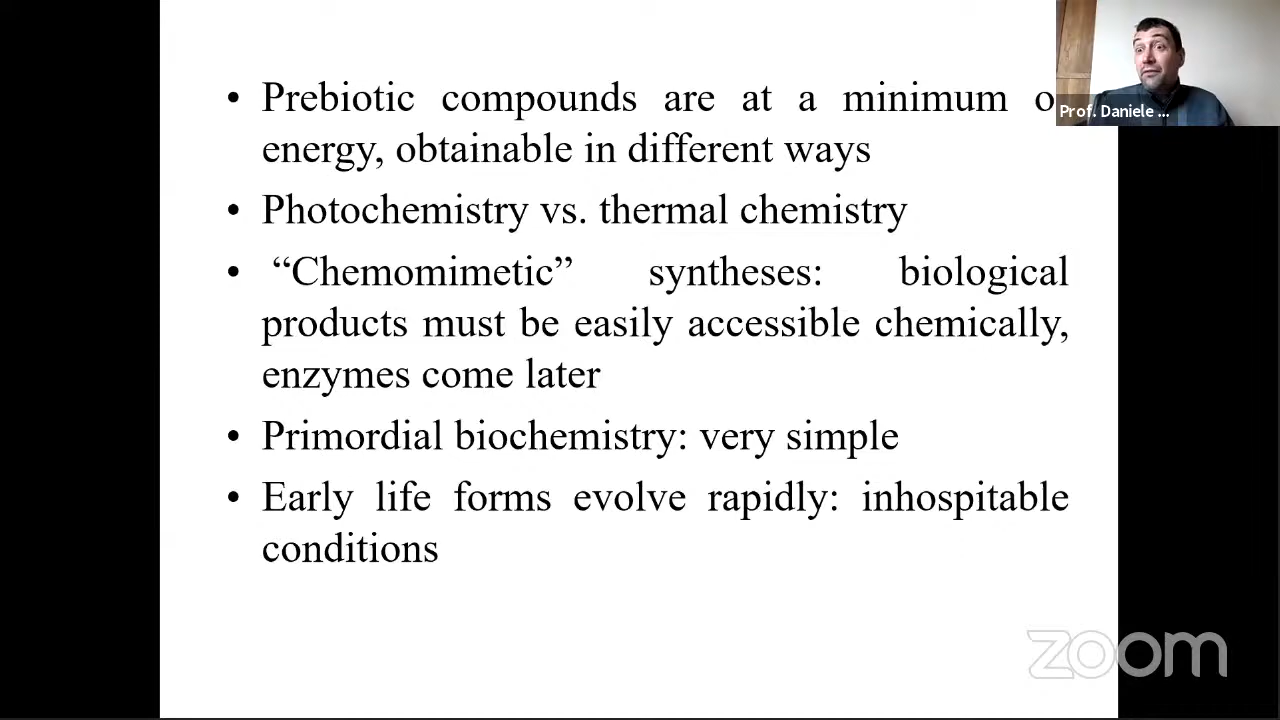 • Prebiotic compounds are at a minimum
energy, obtainable in different ways
• Photochemistry vs. thermal chemistry
• “Chemomimetic” syntheses: biological
products must be easily accessible chemically,
enzymes come later
• Primordial biochemistry: very simple
• Early life forms evolve rapidly: inhospitable
conditions
Prof. Daniele ...
zoom